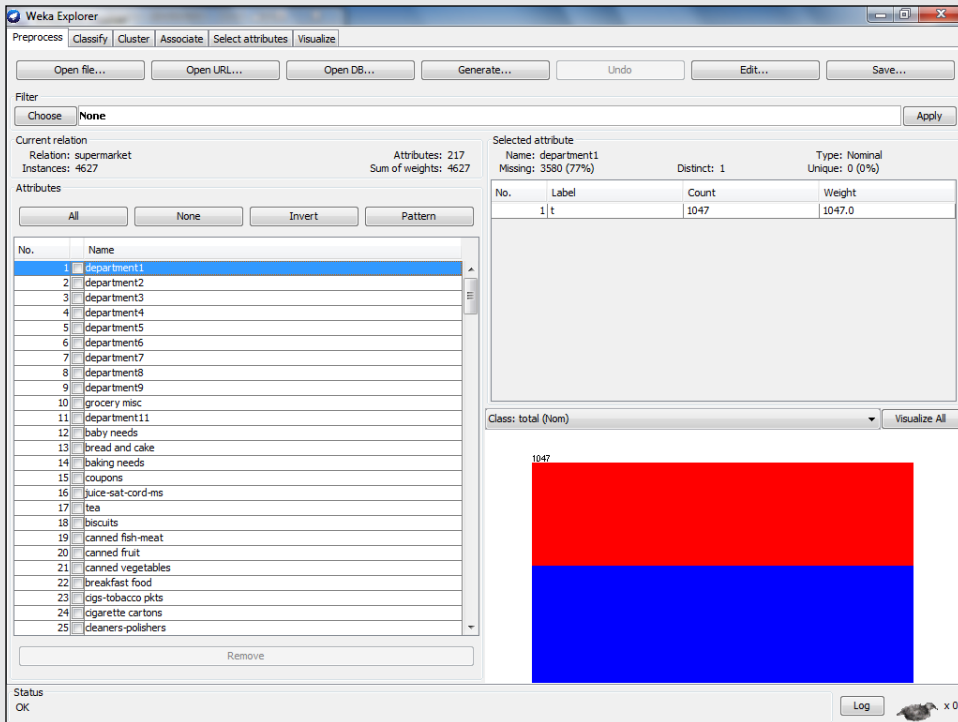 Weka Explorer
Preprocess Classify Cluster Associate Select attributes Visualize
Open file... Open URL... Open DB... Generate... Undo Edit... Save...
Filter
Choose None Apply
Current relation
Relation: supermarket Attributes: 217
Instances: 4627 Sum of weights: 4627
Attributes
All None Invert Pattern
No. Name
1 department1
2 department2
3 department3
4 department4
5 department5
6 department6
7 department7
8 department8
9 department9
10 grocery misc
11 department11
12 baby needs
13 bread and cake
14 baking needs
15 coupons
16 juice-sat-cord-ms
17 tea
18 biscuits
19 canned fish-meat
20 canned fruit
21 canned vegetables
22 breakfast food
23 cigs-tobacco pkts
24 cigarette cartons
25 cleaners-polishers
Remove
Selected attribute
Name: department1 Type: Nominal
Missing: 3580 (77%) Distinct: 1 Unique: 0 (0%)
No. Label Count Weight
1 t 1047 1047.0
Class: total (Nom) Visualize All
1047
Status
OK
Log x 0